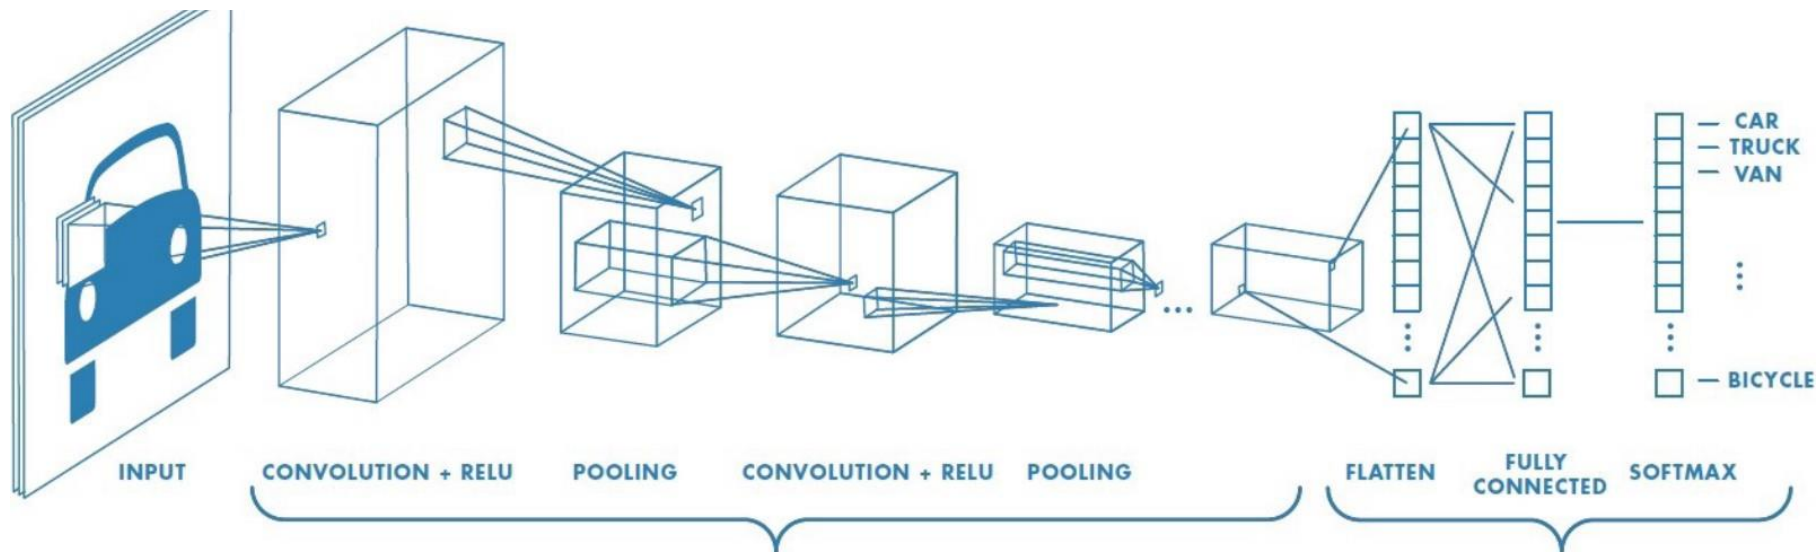 CAR
TRUCK
VAN
BICYCLE
INPUT
CONVOLUTION + RELU
POOLING
CONVOLUTION + RELU
POOLING
FLATTEN
FULLY
CONNECTED
SOFTMAX